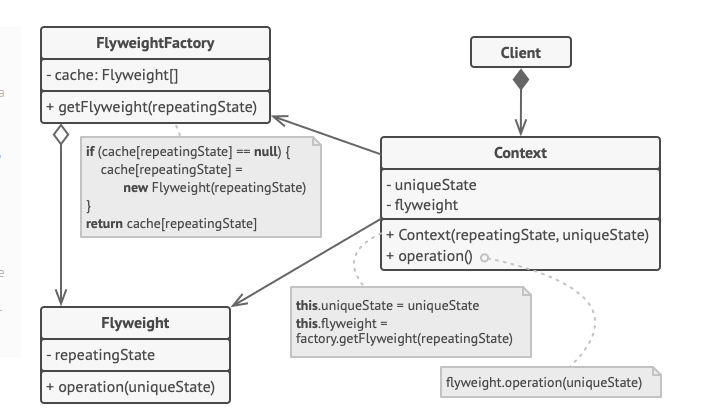 FlyweightFactory
- cache: Flyweight[]
+ getFlyweight(repeatingState)
if (cache[repeatingState] == null) {
cache[repeatingState] =
new Flyweight(repeatingState)
}
return cache[repeatingState]
Client
Context
- uniqueState
- flyweight
+ Context(repeatingState, uniqueState)
+ operation()
this.uniqueState = uniqueState
this.flyweight =
factory.getFlyweight(repeatingState)
flyweight.operation(uniqueState)
Flyweight
- repeatingState
+ operation(uniqueState)